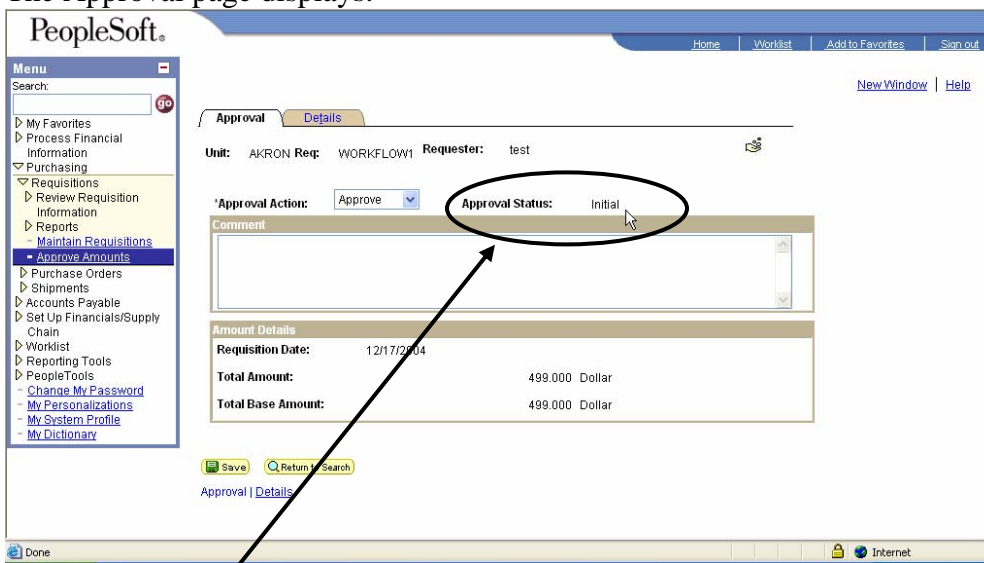 The Approval page displays.
PeopleSoft®
Home | Worklist | Add to Favorites | Sign out
Menu
Search:
go
New Window | Help
My Favorites
Process Financial
Information
Purchasing
Requisitions
Review Requisition
Information
Reports
- Maintain Requisitions
- Approve Amounts
Purchase Orders
Shipments
Accounts Payable
Set Up Financials/Supply
Chain
Worklist
Reporting Tools
PeopleTools
- Change My Password
- My Personalizations
- My System Profile
- My Dictionary
Approval Details
Unit: AKRON Req: WORKFLOW1 Requester: test
*Approval Action: Approve Approval Status: Initial
Comment
Amount Details
Requisition Date: 12/17/2004
Total Amount: 499.000 Dollar
Total Base Amount: 499.000 Dollar
Save Return to Search
Approval | Details
Done Internet